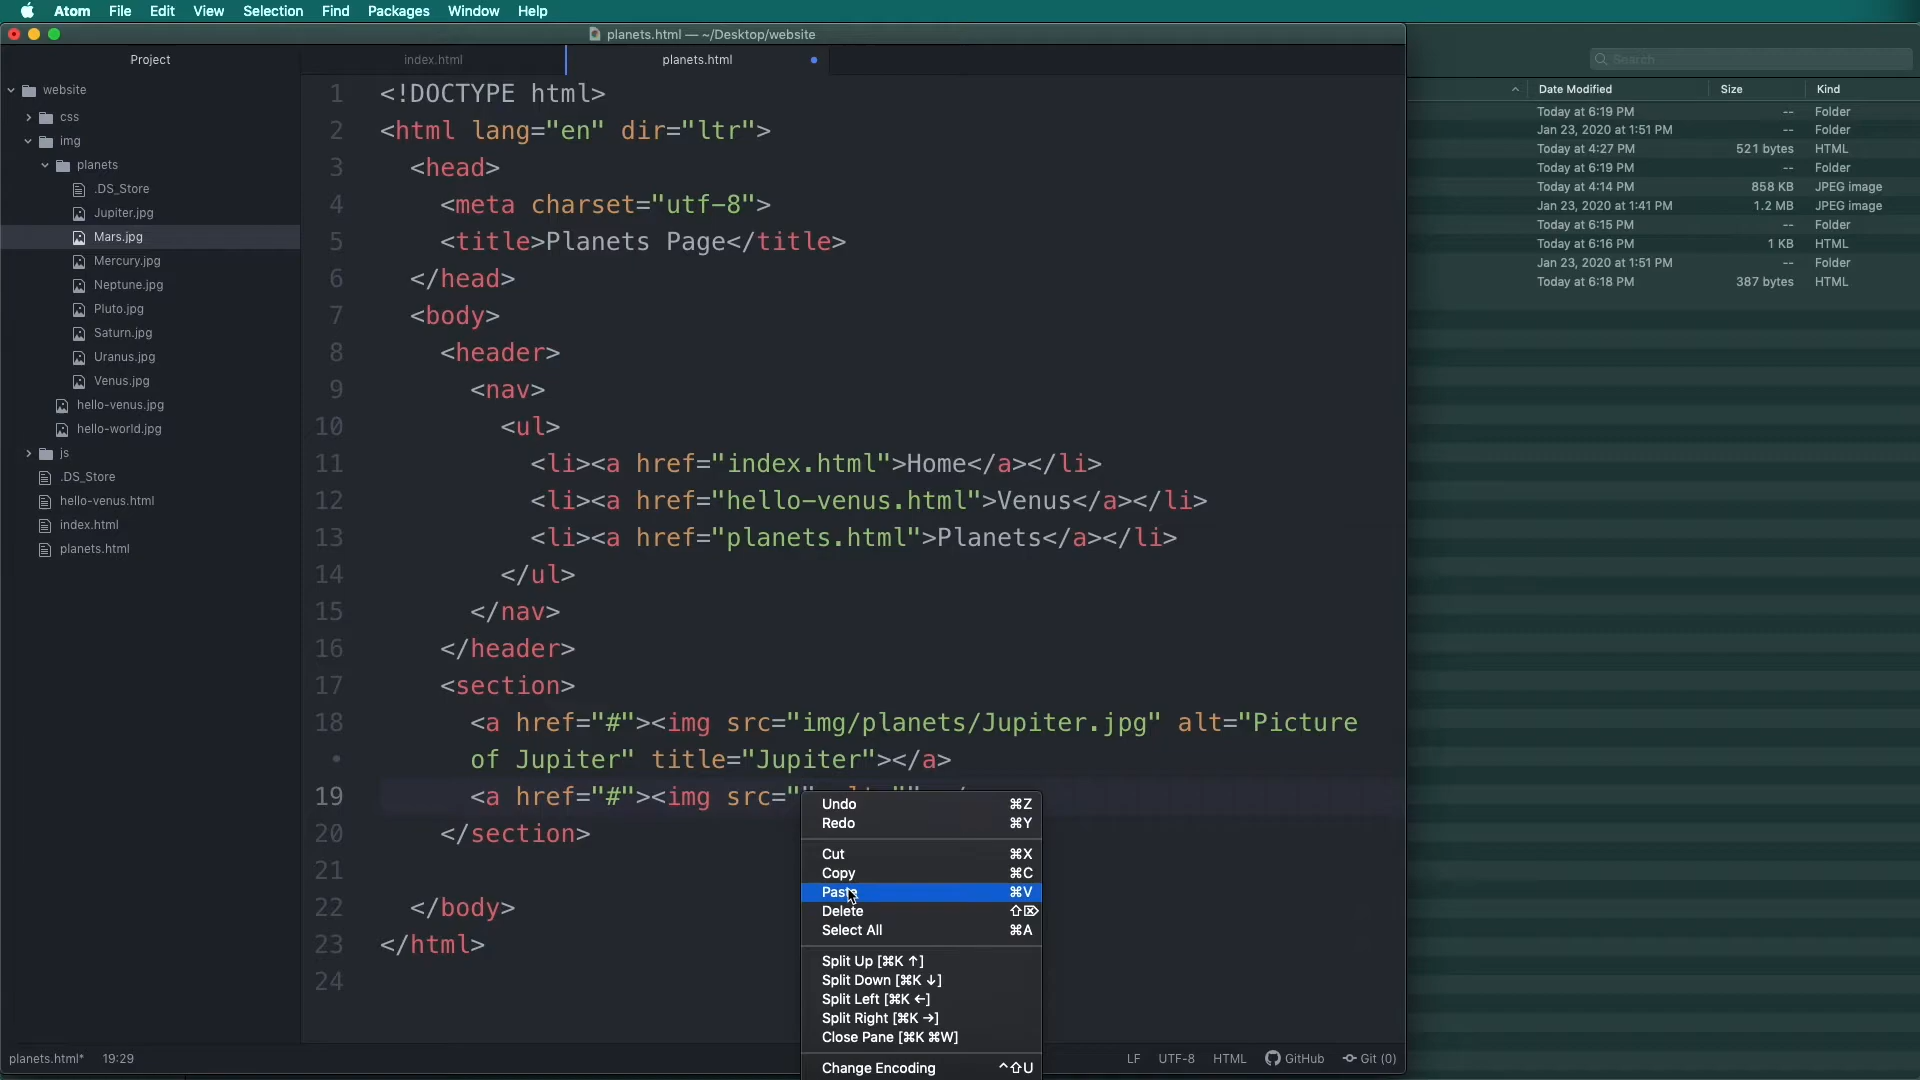 Atom File Edit View Selection Find Packages Window Help
planets.html — ~/Desktop/website
Project
index.html
planets.html
Search
website
css
img
planets
.DS_Store
Jupiter.jpg
Mars.jpg
Mercury.jpg
Neptune.jpg
Pluto.jpg
Saturn.jpg
Uranus.jpg
Venus.jpg
hello-venus.jpg
hello-world.jpg
js
.DS_Store
hello-venus.html
index.html
planets.html
1 <!DOCTYPE html>
2 <html lang="en" dir="ltr">
3 <head>
4 <meta charset="utf-8">
5 <title>Planets Page</title>
6 </head>
7 <body>
8 <header>
9 <nav>
10 <ul>
11 <li><a href="index.html">Home</a></li>
12 <li><a href="hello-venus.html">Venus</a></li>
13 <li><a href="planets.html">Planets</a></li>
14 </ul>
15 </nav>
16 </header>
17 <section>
18 <a href="#"><img src="img/planets/Jupiter.jpg" alt="Picture
• of Jupiter" title="Jupiter"></a>
19 <a href="#"><img src="
20 </section>
21
22 </body>
23 </html>
24
Undo ⌘Z
Redo ⌘Y
Cut ⌘X
Copy ⌘C
Paste ⌘V
Delete ⇧⌦
Select All ⌘A
Split Up [⌘K ↑]
Split Down [⌘K ↓]
Split Left [⌘K ←]
Split Right [⌘K →]
Close Pane [⌘K ⌘W]
Change Encoding ^⇧U
Date Modified Size Kind
Today at 6:19 PM -- Folder
Jan 23, 2020 at 1:51 PM -- Folder
Today at 4:27 PM 521 bytes HTML
Today at 6:19 PM -- Folder
Today at 4:14 PM 858 KB JPEG image
Jan 23, 2020 at 1:41 PM 1.2 MB JPEG image
Today at 6:15 PM -- Folder
Today at 6:16 PM 1 KB HTML
Jan 23, 2020 at 1:51 PM -- Folder
Today at 6:18 PM 387 bytes HTML
planets.html* 19:29
LF UTF-8 HTML GitHub Git (0)